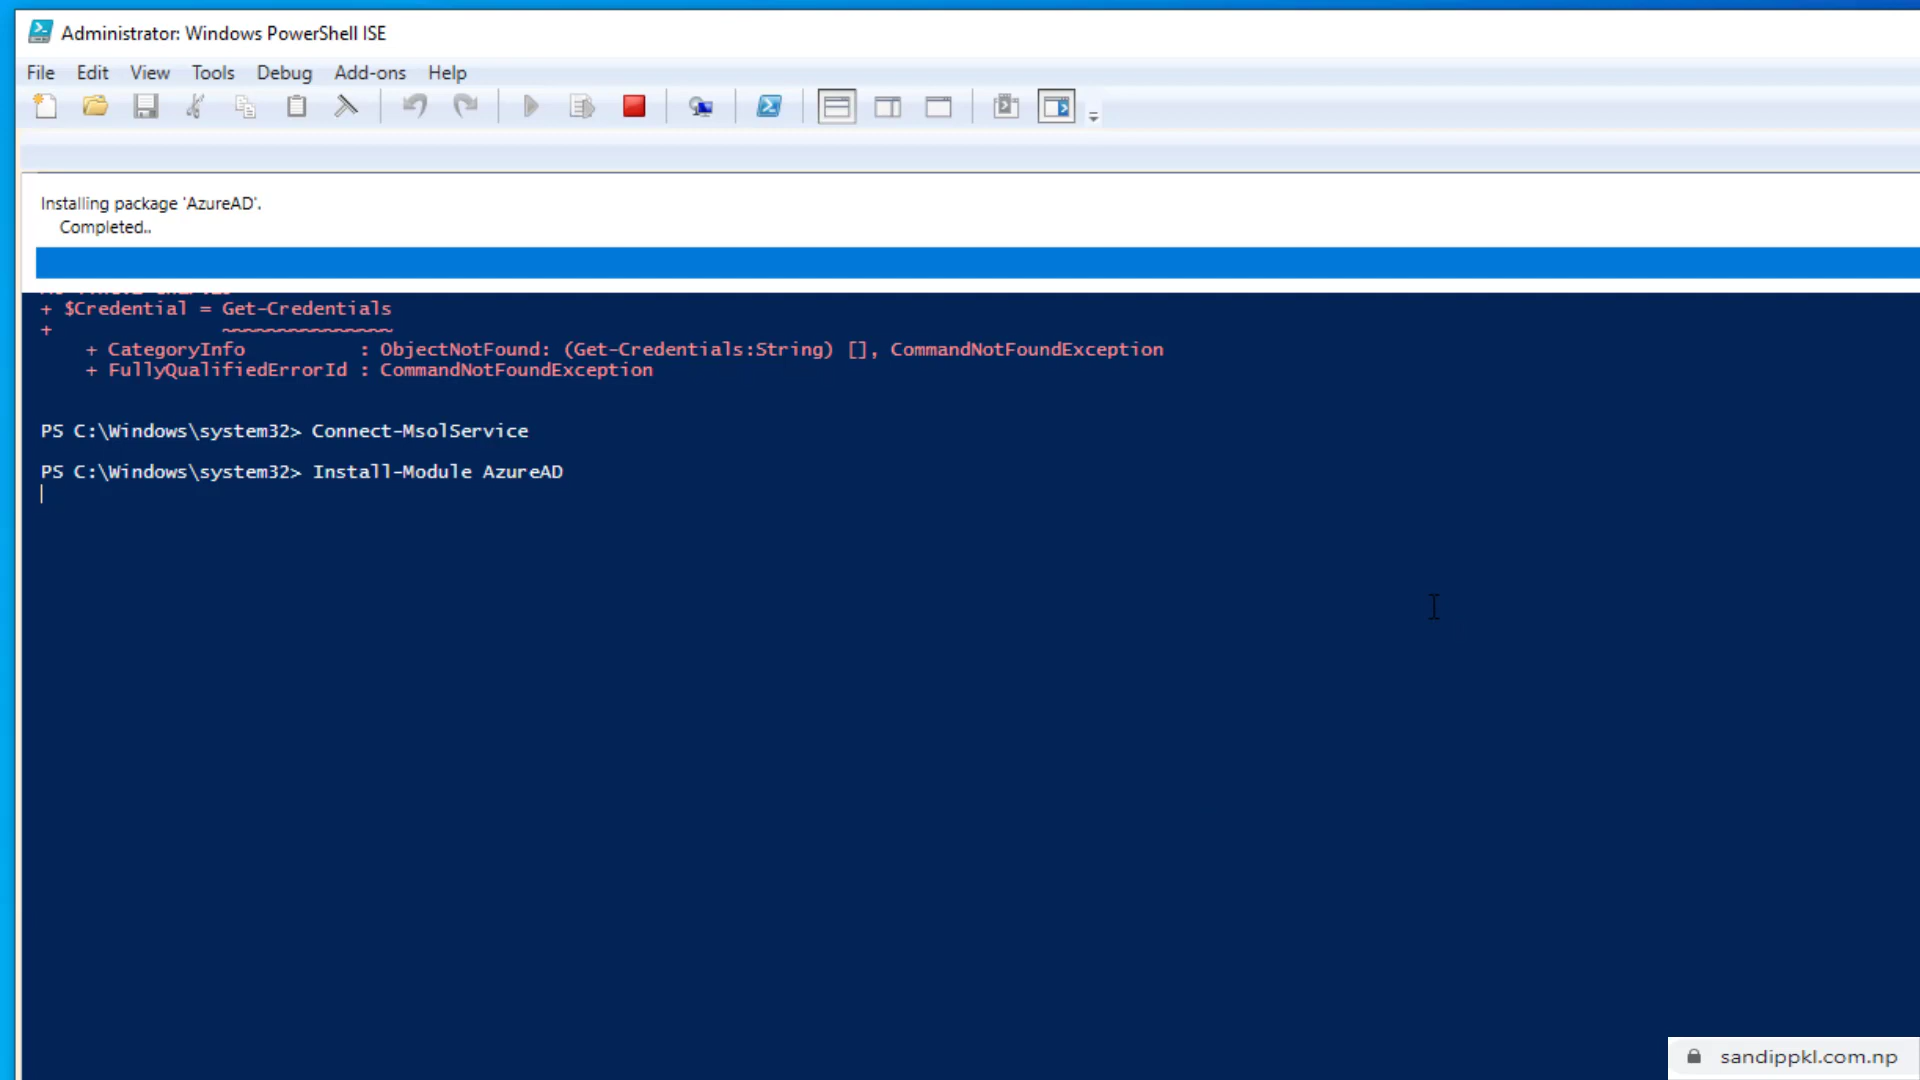 Administrator: Windows PowerShell ISE
File Edit View Tools Debug Add-ons Help
Installing package 'AzureAD'.
Completed..
+ $Credential = Get-Credentials
+ ~~~~~~~~~~~~~~~
+ CategoryInfo : ObjectNotFound: (Get-Credentials:String) [], CommandNotFoundException
+ FullyQualifiedErrorId : CommandNotFoundException
PS C:\Windows\system32> Connect-MsolService
PS C:\Windows\system32> Install-Module AzureAD
sandippkl.com.np